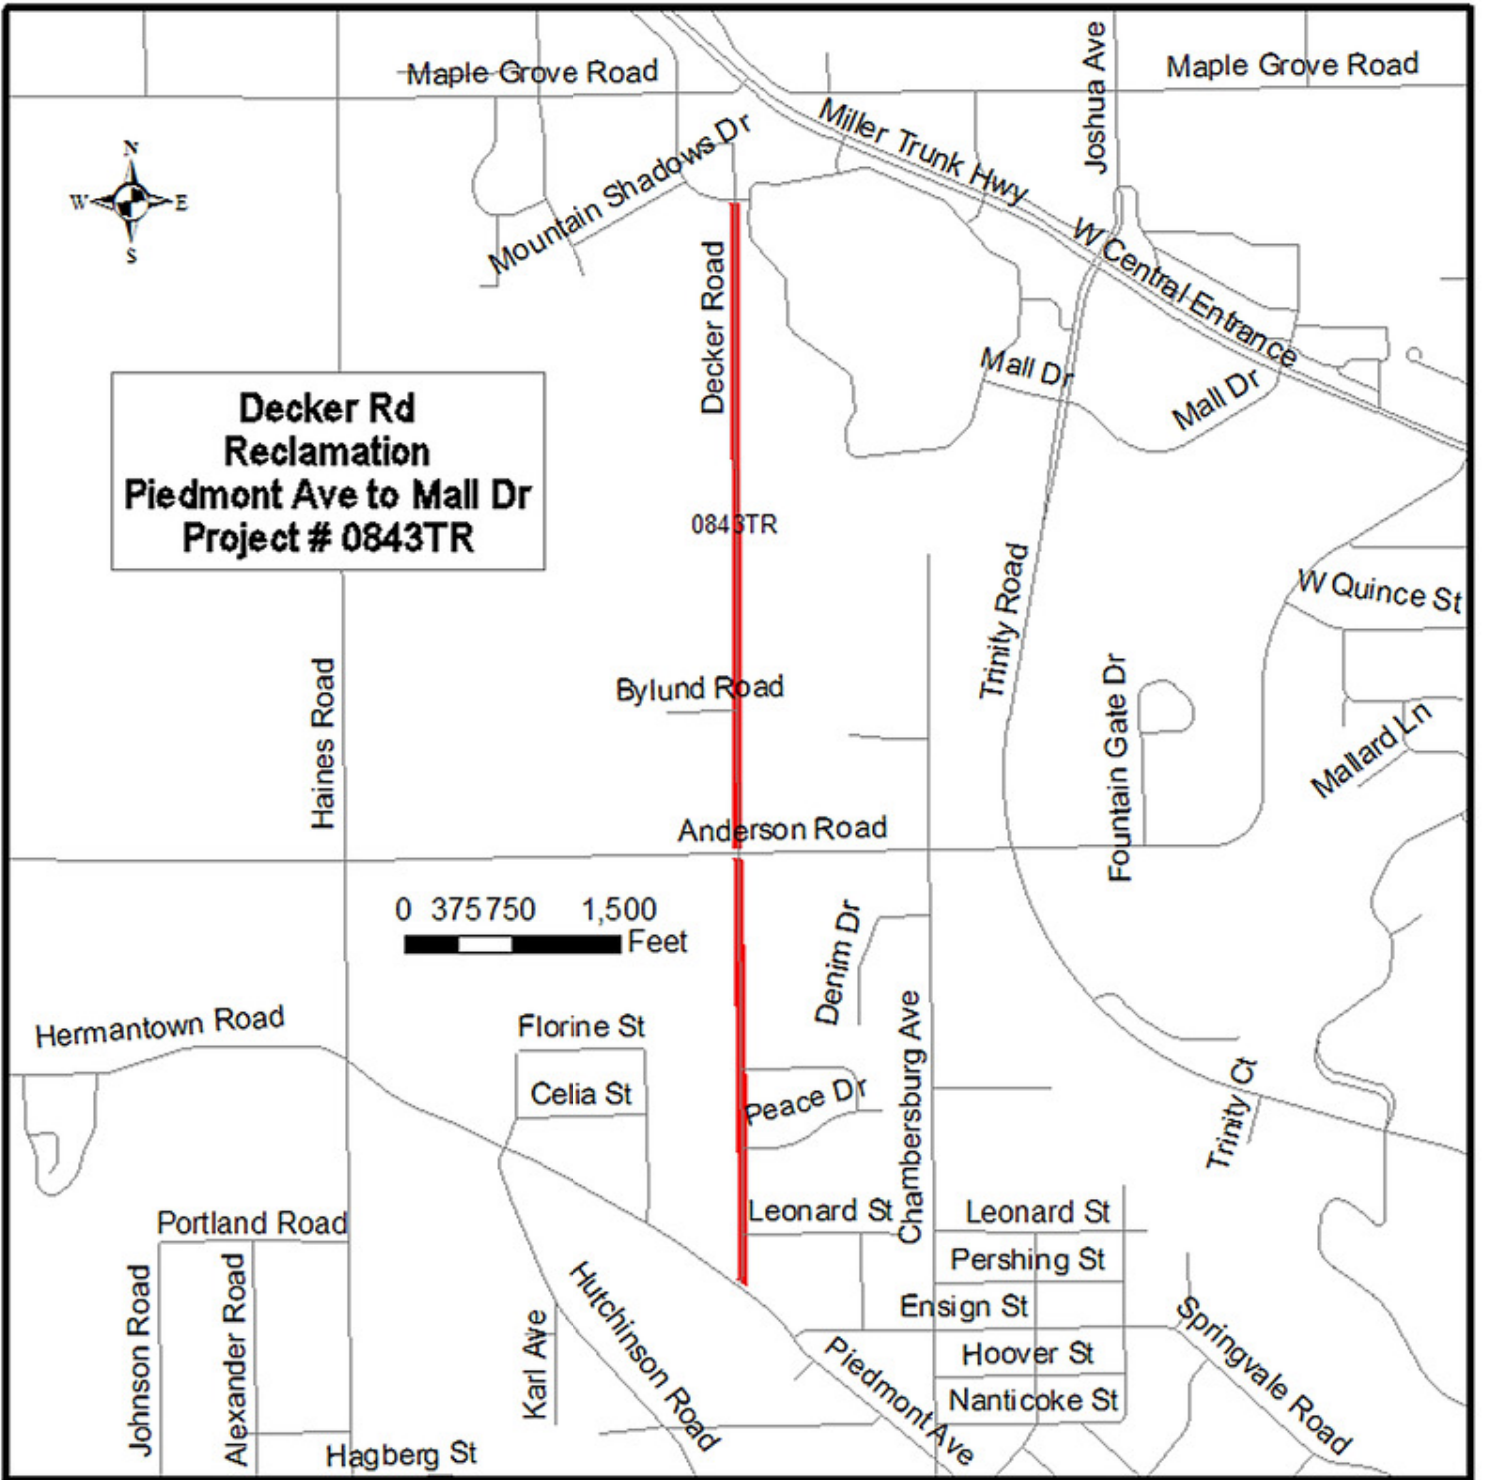 Maple Grove Road
Joshua Ave
Maple Grove Road
Miller Trunk Hwy
N
W
E
S
Mountain Shadows Dr
W Central Entrance
Decker Road
Mall Dr
Mall Dr
Decker Rd
Reclamation
Piedmont Ave to Mall Dr
Project # 0843TR
0843TR
Trinity Road
W Quince St
Haines Road
Bylund Road
Fountain Gate Dr
Mallard Ln
Anderson Road
0 375 750 1,500
Feet
Denim Dr
Hermantown Road
Florine St
Chambersburg Ave
Celia St
Peace Dr
Trinity Ct
Portland Road
Leonard St
Leonard St
Pershing St
Johnson Road
Alexander Road
Hutchinson Road
Ensign St
Springvale Road
Karl Ave
Piedmont Ave
Hoover St
Nanticoke St
Hagberg St